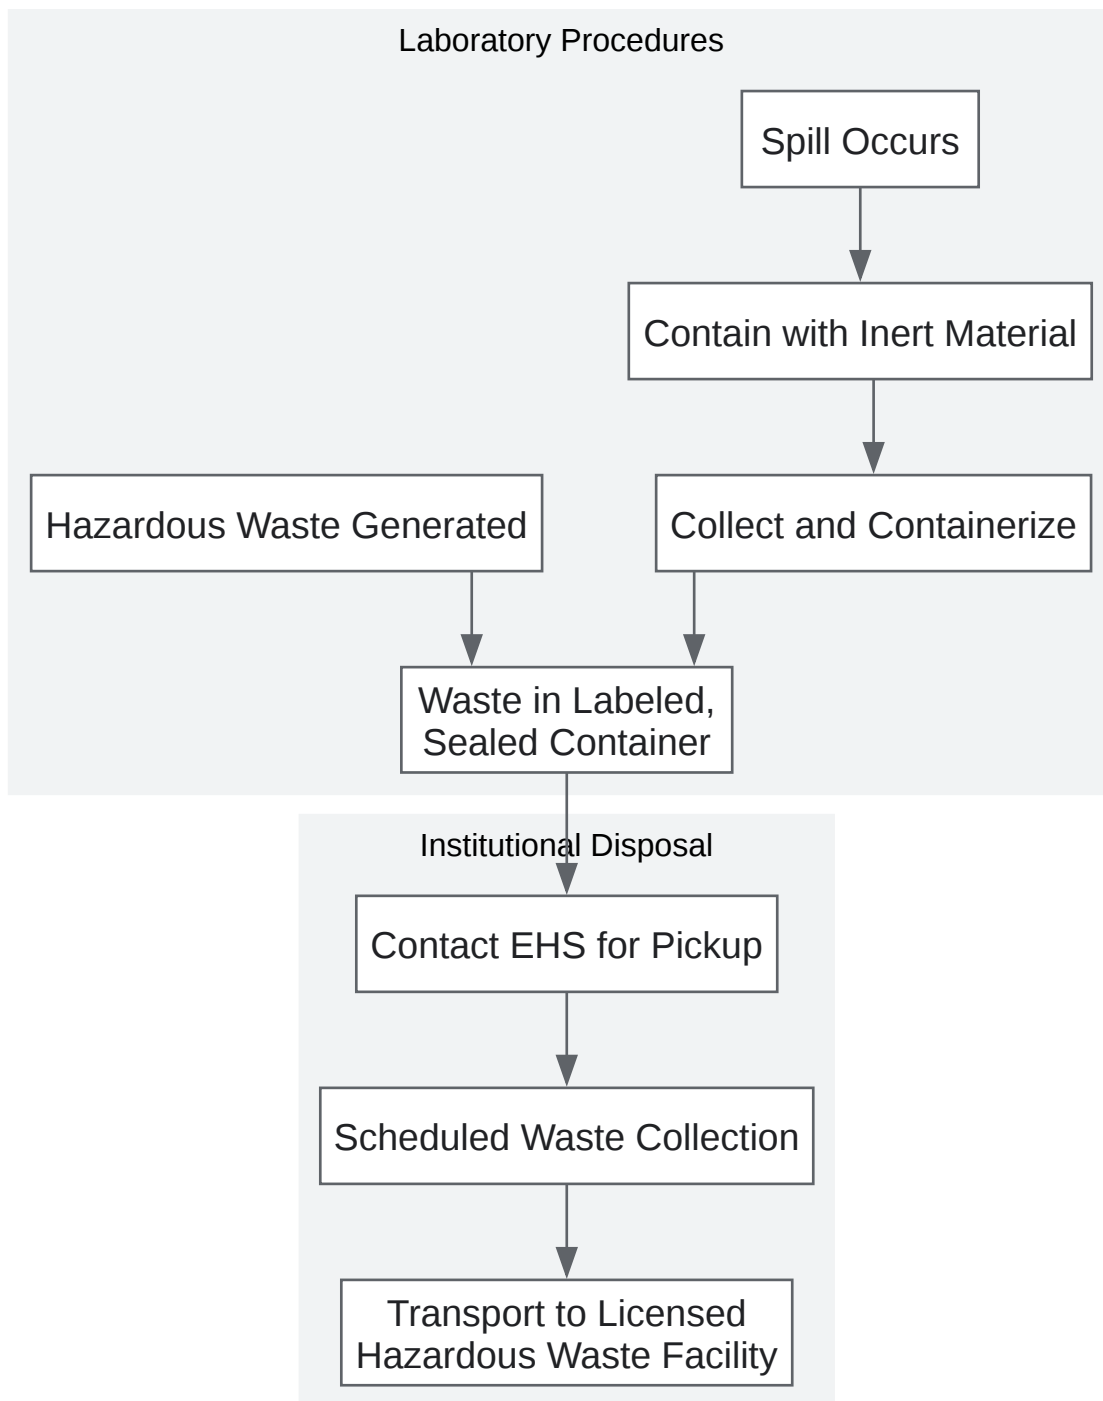 Laboratory Procedures
Spill Occurs
Contain with Inert Material
Hazardous Waste Generated
Collect and Containerize
Waste in Labeled,
Sealed Container
Institutional Disposal
Contact EHS for Pickup
Scheduled Waste Collection
Transport to Licensed
Hazardous Waste Facility